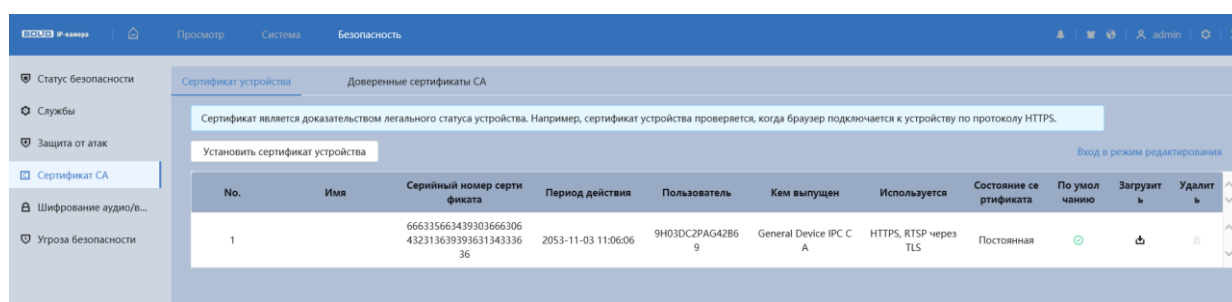 BOLID IP-камера Просмотр Система Безопасность admin
Статус безопасности
Службы
Защита от атак
Сертификат CA
Шифрование аудио/в...
Угроза безопасности
Сертификат устройства Доверенные сертификаты CA
Сертификат является доказательством легального статуса устройства. Например, сертификат устройства проверяется, когда браузер подключается к устройству по протоколу HTTPS.
Установить сертификат устройства Вход в режим редактирования
No. Имя Серийный номер серти
фиката Период действия Пользователь Кем выпущен Используется Состояние се
ртификата По умол
чанию Загрузит
ь Удалит
ь
1 666335663439303666306
432313639393631343336
36 2053-11-03 11:06:06 9H03DC2PAG42B6
9 General Device IPC C
A HTTPS, RTSP через
TLS Постоянная